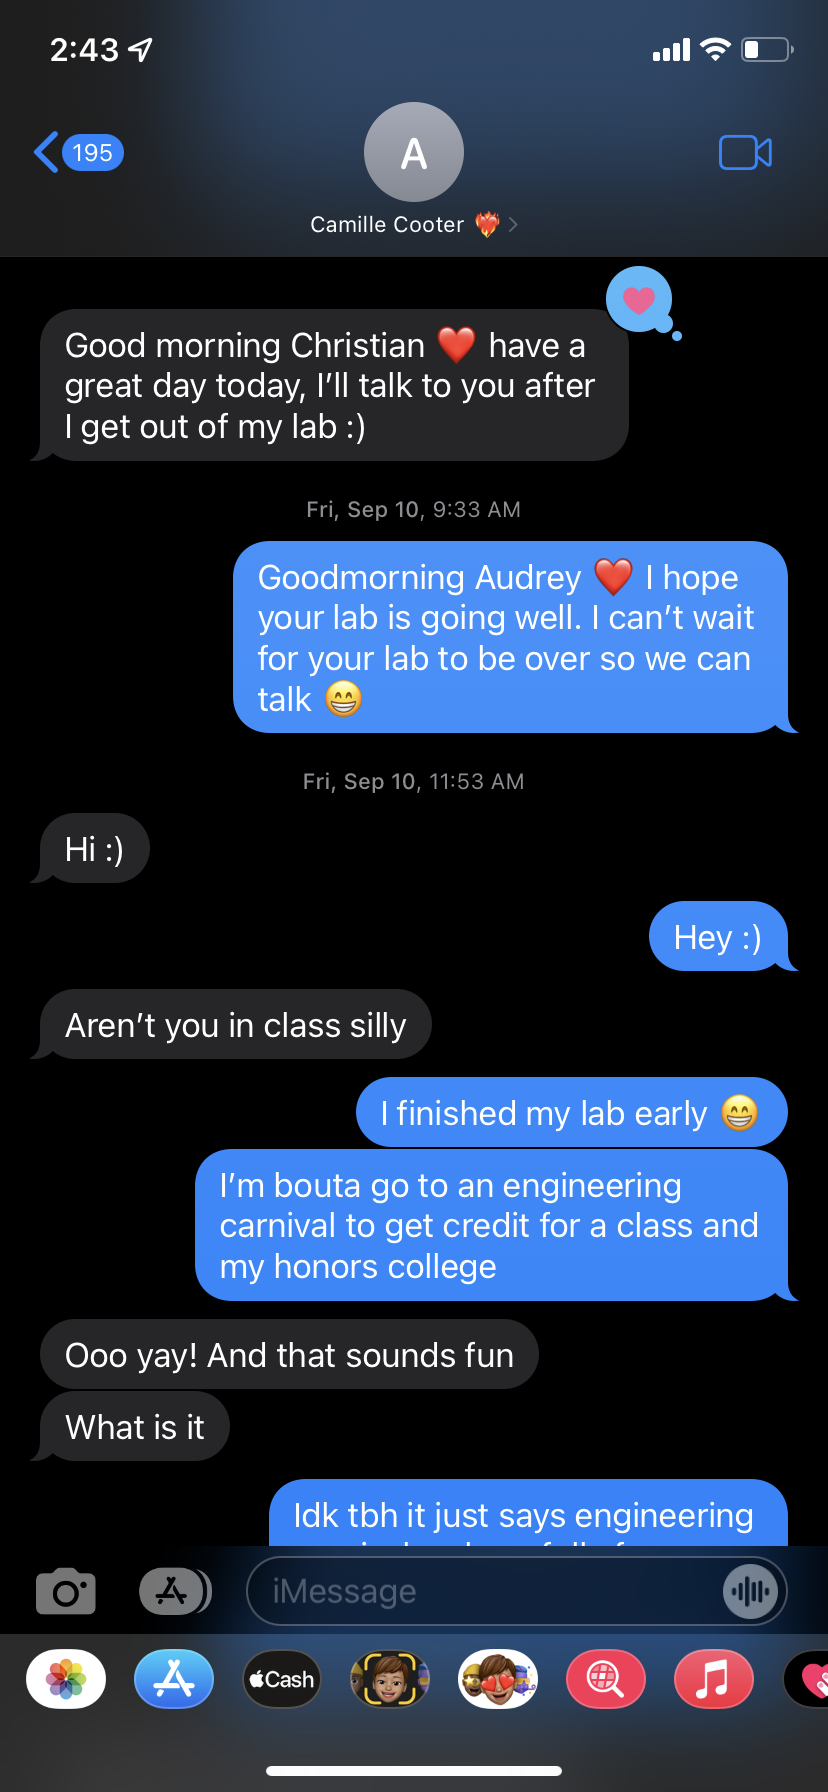 2:43
195
A
Camille Cooter ❤️‍🔥
Good morning Christian ❤️ have a
great day today, I'll talk to you after
I get out of my lab :)
Fri, Sep 10, 9:33 AM
Goodmorning Audrey ❤️ I hope
your lab is going well. I can't wait
for your lab to be over so we can
talk 😁
Fri, Sep 10, 11:53 AM
Hi :)
Hey :)
Aren't you in class silly
I finished my lab early 😁
I'm bouta go to an engineering
carnival to get credit for a class and
my honors college
Ooo yay! And that sounds fun
What is it
Idk tbh it just says engineering
iMessage
Cash